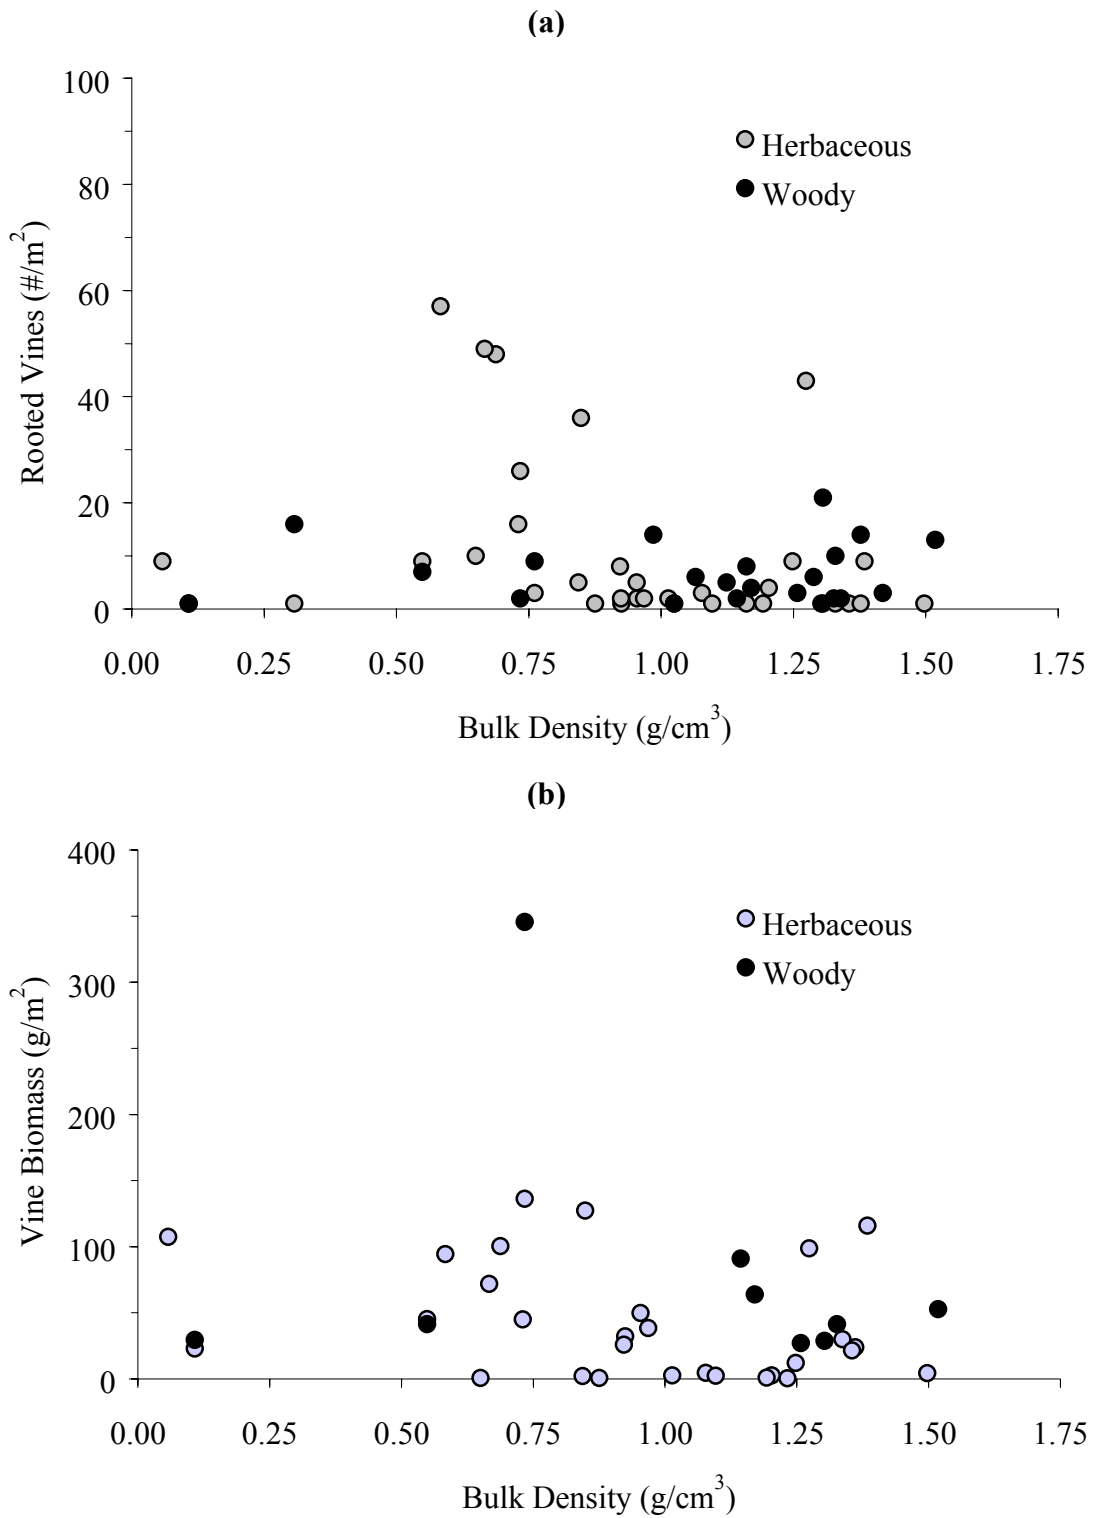 (a)
100
80
60
40
20
0
Rooted Vines (#/m²)
Herbaceous
Woody
0.00 0.25 0.50 0.75 1.00 1.25 1.50 1.75
Bulk Density (g/cm³)
(b)
400
300
200
100
0
Vine Biomass (g/m²)
Herbaceous
Woody
0.00 0.25 0.50 0.75 1.00 1.25 1.50 1.75
Bulk Density (g/cm³)